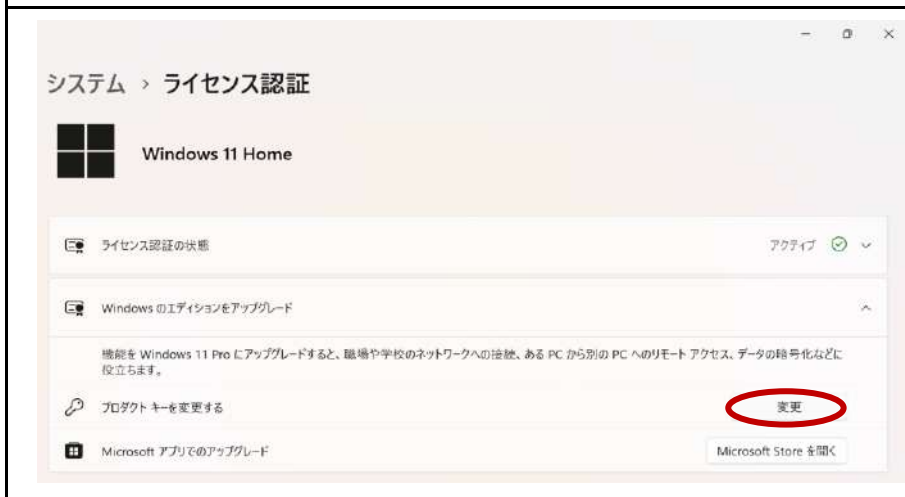 システム › ライセンス認証
Windows 11 Home
ライセンス認証の状態 アクティブ
Windows のエディションをアップグレード
機能を Windows 11 Pro にアップグレードすると、職場や学校のネットワークへの接続、ある PC から別の PC へのリモート アクセス、データの暗号化などに
役立ちます。
プロダクト キーを変更する 変更
Microsoft アプリでのアップグレード Microsoft Store を開く